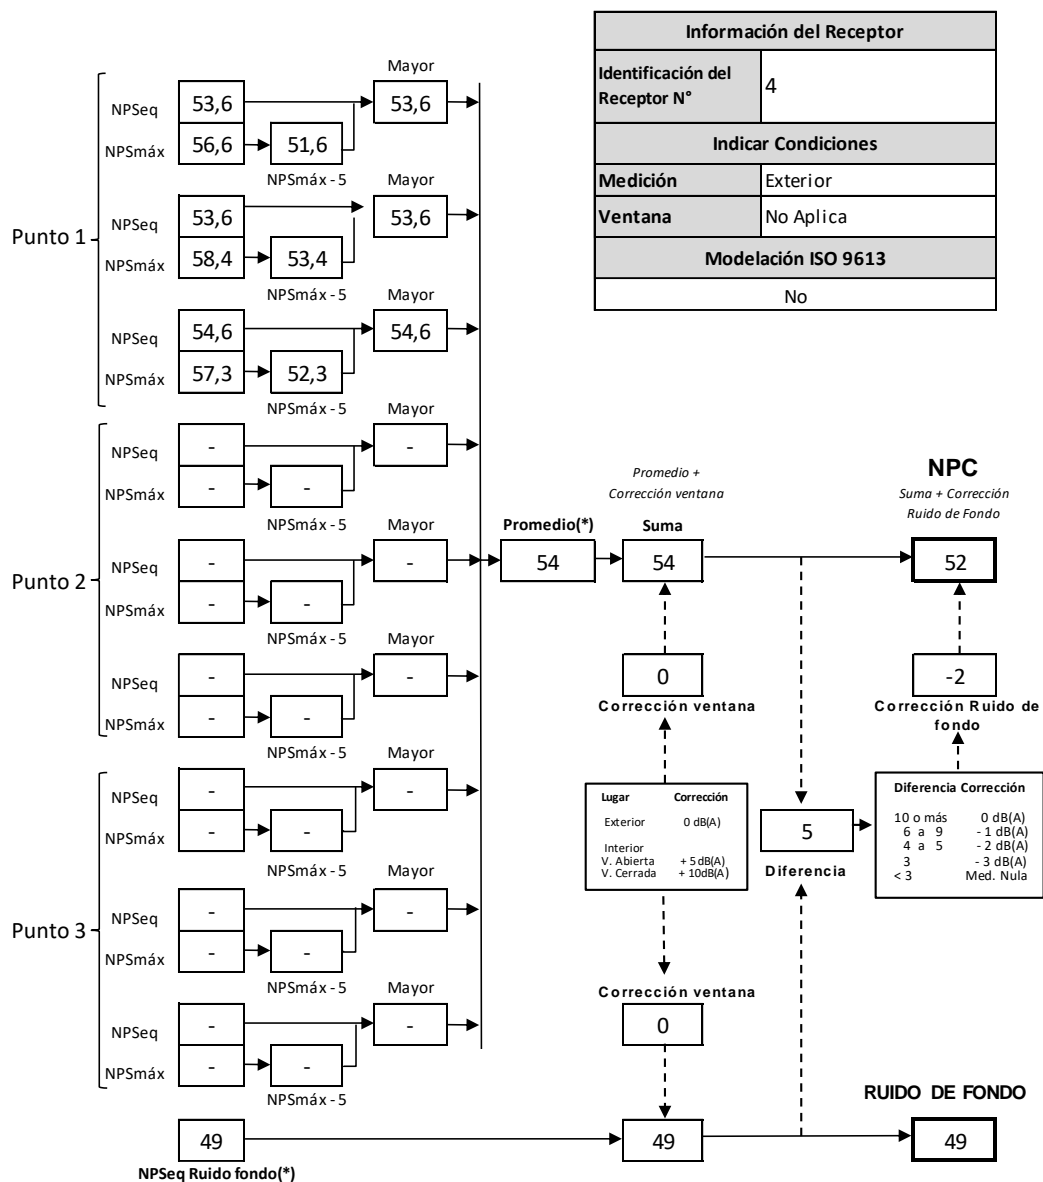 Información del Receptor
Identificación del Receptor N°
4
Indicar Condiciones
Medición
Exterior
Ventana
No Aplica
Modelación ISO 9613
No
Punto 1
Mayor
NPSeq
53,6
53,6
NPSmáx
56,6
51,6
NPSmáx - 5
Mayor
NPSeq
53,6
53,6
NPSmáx
58,4
53,4
NPSmáx - 5
Mayor
NPSeq
54,6
54,6
NPSmáx
57,3
52,3
NPSmáx - 5
Punto 2
Mayor
NPSeq
-
-
NPSmáx
-
-
NPSmáx - 5
Mayor
NPSeq
-
-
NPSmáx
-
-
NPSmáx - 5
Mayor
NPSeq
-
-
NPSmáx
-
-
NPSmáx - 5
Punto 3
Mayor
NPSeq
-
-
NPSmáx
-
-
NPSmáx - 5
Mayor
NPSeq
-
-
NPSmáx
-
-
NPSmáx - 5
Mayor
NPSeq
-
-
NPSmáx
-
-
NPSmáx - 5
Promedio(*)
54
Promedio +
Corrección ventana
Suma
54
NPC
Suma + Corrección
Ruido de Fondo
52
0
Corrección ventana
-2
Corrección Ruido de
fondo
Lugar Corrección
Exterior 0 dB(A)
Interior
V. Abierta + 5 dB(A)
V. Cerrada + 10dB(A)
5
Diferencia
Diferencia Corrección
10 o más 0 dB(A)
6 a 9 - 1 dB(A)
4 a 5 - 2 dB(A)
3 - 3 dB(A)
< 3 Med. Nula
Corrección ventana
0
49
NPSeq Ruido fondo(*)
49
RUIDO DE FONDO
49